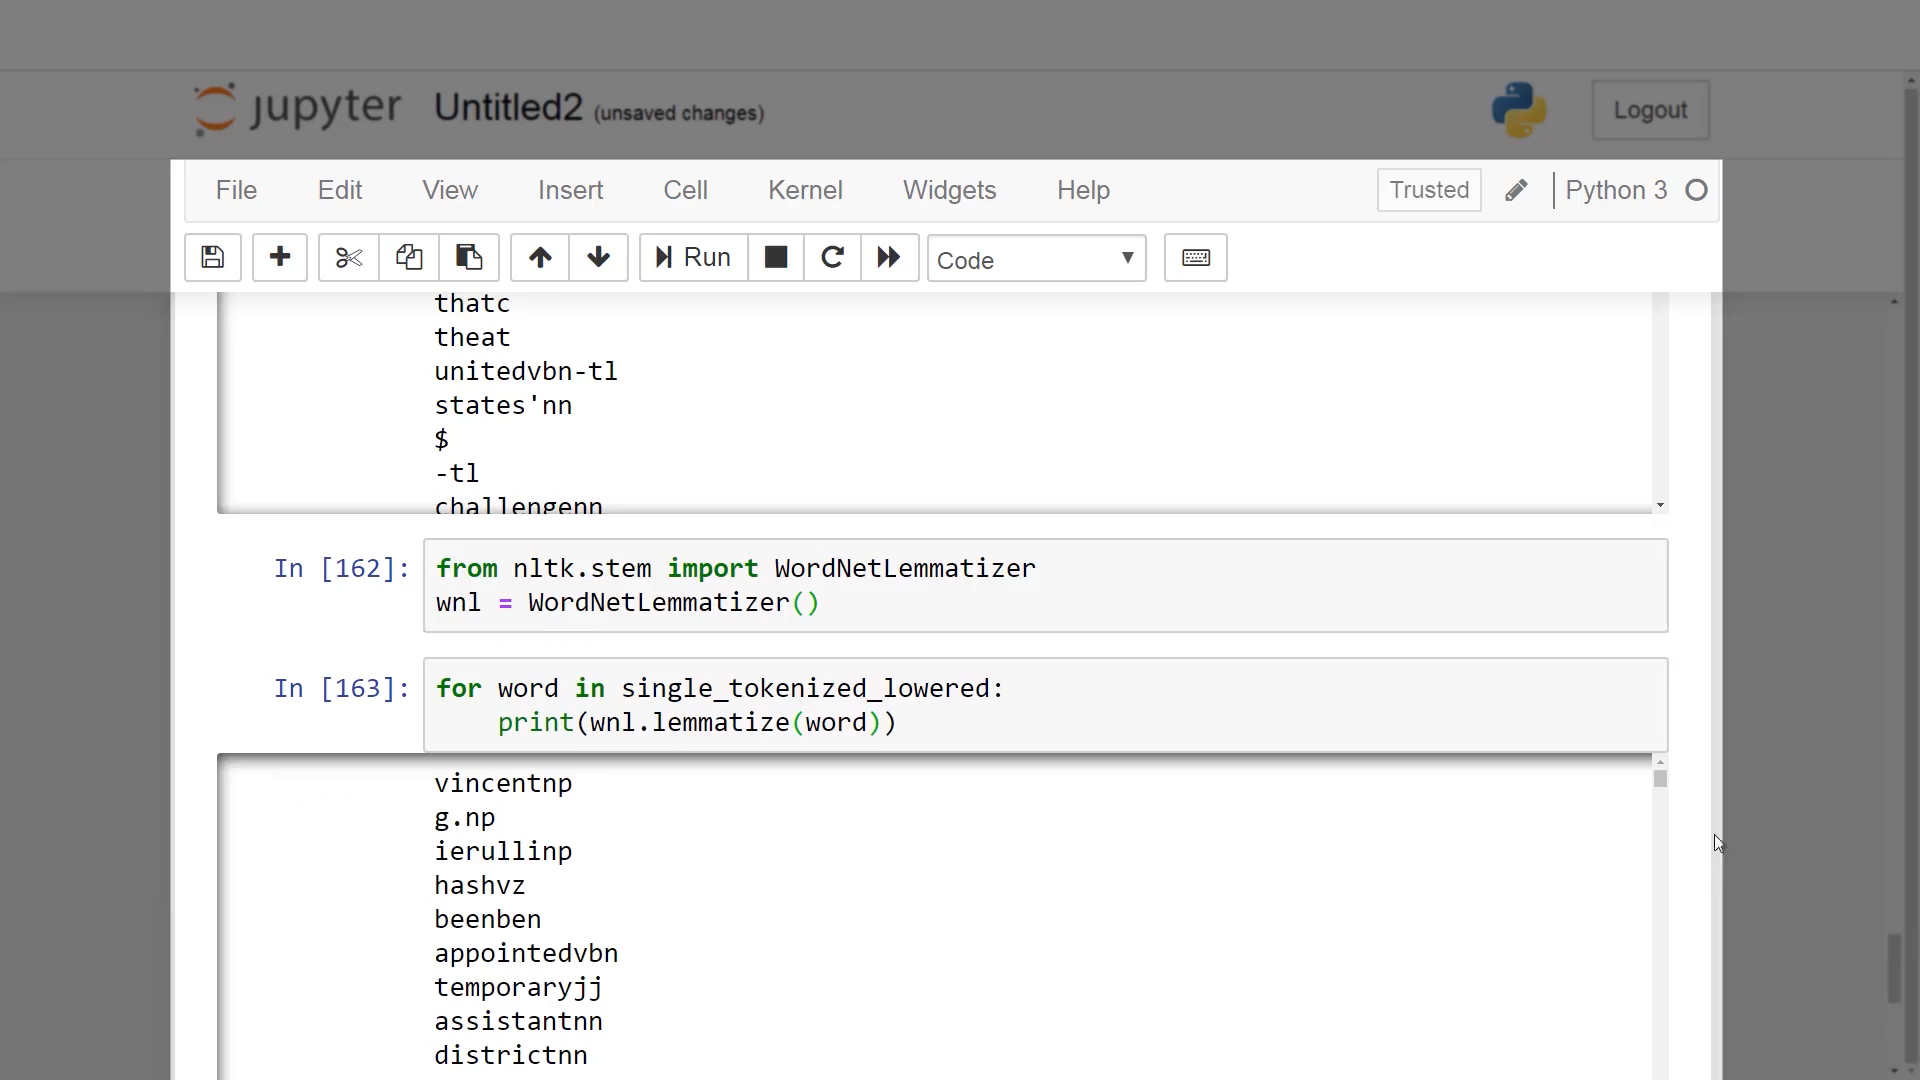 jupyter Untitled2 (unsaved changes) Logout
File Edit View Insert Cell Kernel Widgets Help Trusted Python 3
Run Code
thatc
theat
unitedvbn-tl
states'nn
$
-tl
challengenn
In [162]: from nltk.stem import WordNetLemmatizer
wnl = WordNetLemmatizer()
In [163]: for word in single_tokenized_lowered:
print(wnl.lemmatize(word))
vincentnp
g.np
ierullinp
hashvz
beenben
appointedvbn
temporaryjj
assistantnn
districtnn